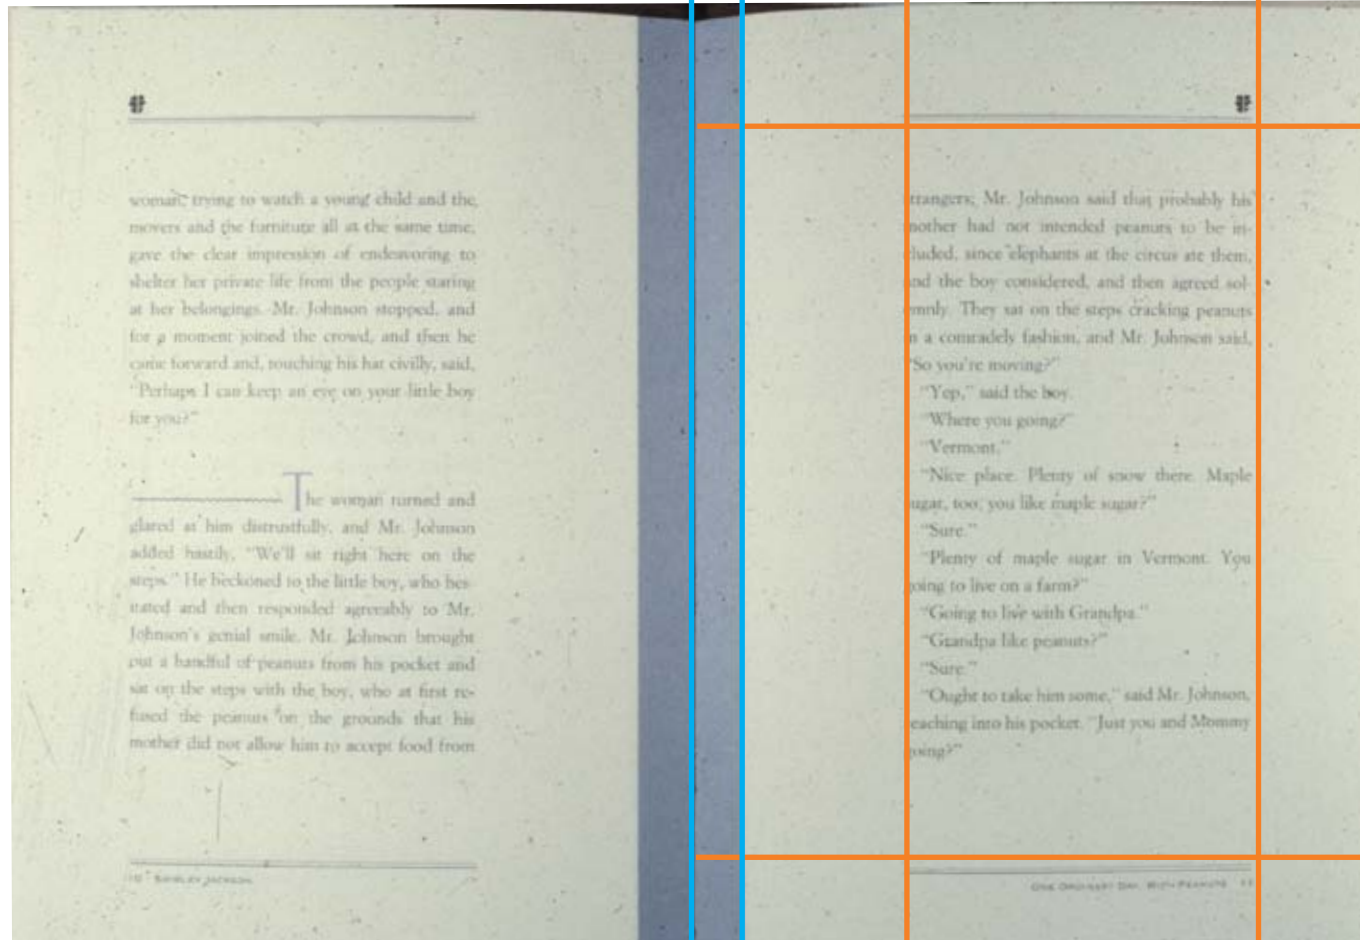 woman, trying to watch a young child and the
movers and the furniture all at the same time,
gave the clear impression of endeavoring to
shelter her private life from the people staring
at her belongings. Mr. Johnson stopped, and
for a moment joined the crowd, and then he
came forward and, touching his hat civilly, said,
"Perhaps I can keep an eye on your little boy
for you?"
The woman turned and
glared at him distrustfully, and Mr. Johnson
added hastily, "We'll sit right here on the
steps." He beckoned to the little boy, who hes-
itated and then responded agreeably to Mr.
Johnson's genial smile. Mr. Johnson brought
out a handful of peanuts from his pocket and
sat on the steps with the boy, who at first re-
fused the peanuts on the grounds that his
mother did not allow him to accept food from
10 SHIRLEY JACKSON
trangers; Mr. Johnson said that probably his
mother had not intended peanuts to be in-
cluded, since elephants at the circus ate them,
and the boy considered, and then agreed sol-
emnly. They sat on the steps cracking peanuts
n a comradely fashion, and Mr. Johnson said,
"So you're moving?"
"Yep," said the boy.
"Where you going?"
"Vermont."
"Nice place. Plenty of snow there. Maple
ugar, too; you like maple sugar?"
"Sure."
"Plenty of maple sugar in Vermont. You
going to live on a farm?"
"Going to live with Grandpa."
"Grandpa like peanuts?"
"Sure."
"Ought to take him some," said Mr. Johnson,
eaching into his pocket. "Just you and Mommy
going?"
ONE ORDINARY DAY, WITH PEANUTS 11